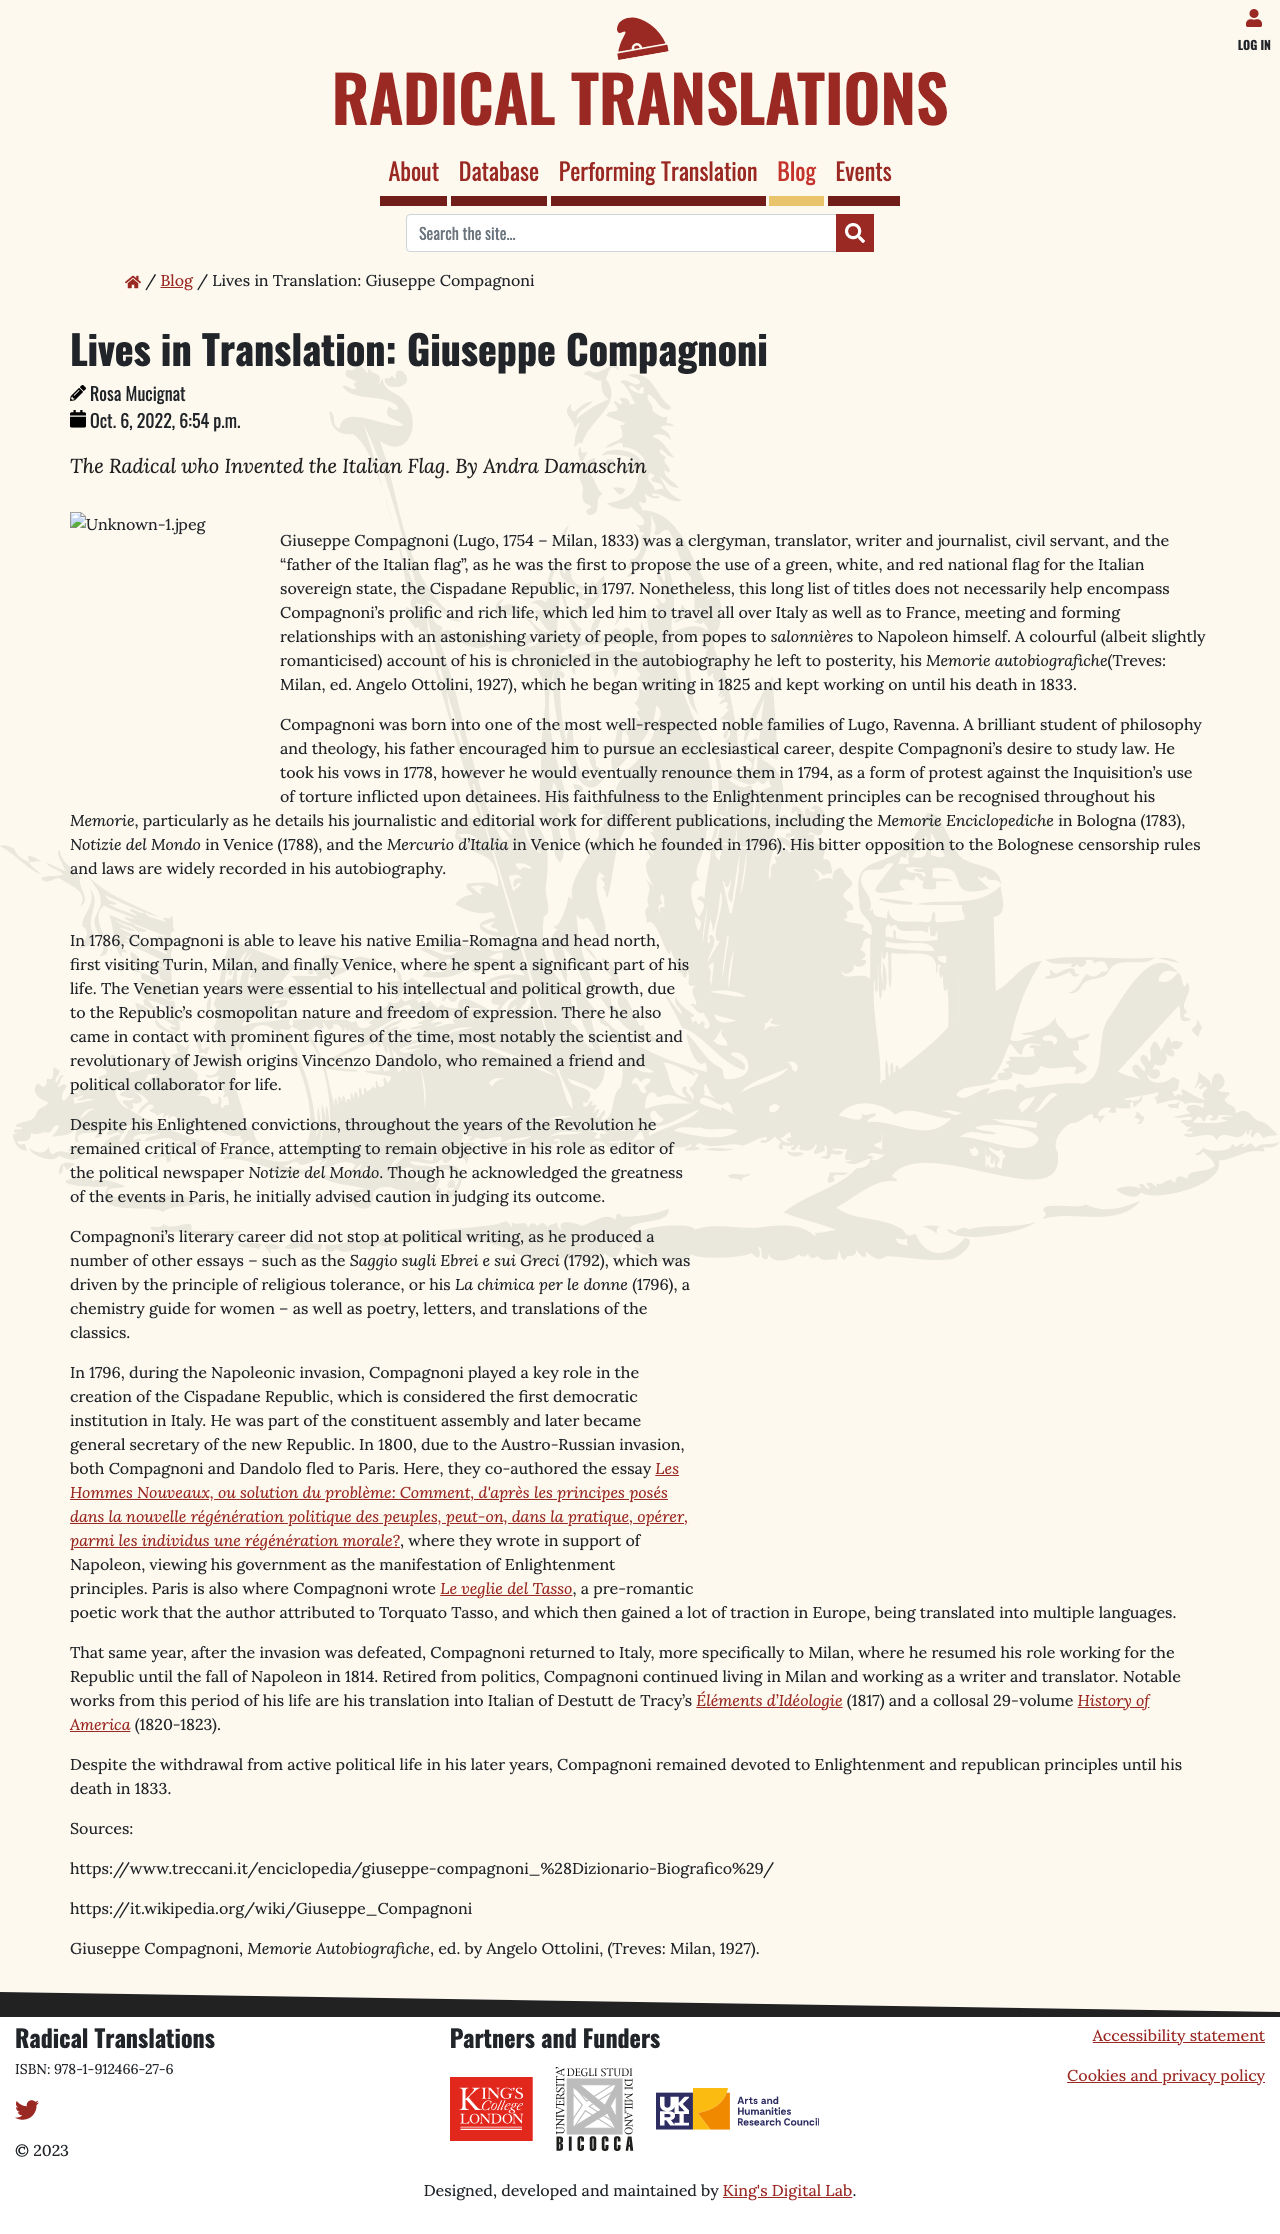 LOG IN
RADICAL TRANSLATIONS
About Database Performing Translation Blog Events
Search the site...
/ Blog / Lives in Translation: Giuseppe Compagnoni
Lives in Translation: Giuseppe Compagnoni
Rosa Mucignat
Oct. 6, 2022, 6:54 p.m.
The Radical who Invented the Italian Flag. By Andra Damaschin
Unknown-1.jpeg
Giuseppe Compagnoni (Lugo, 1754 – Milan, 1833) was a clergyman, translator, writer and journalist, civil servant, and the
“father of the Italian flag”, as he was the first to propose the use of a green, white, and red national flag for the Italian
sovereign state, the Cispadane Republic, in 1797. Nonetheless, this long list of titles does not necessarily help encompass
Compagnoni’s prolific and rich life, which led him to travel all over Italy as well as to France, meeting and forming
relationships with an astonishing variety of people, from popes to salonnières to Napoleon himself. A colourful (albeit slightly
romanticised) account of his is chronicled in the autobiography he left to posterity, his Memorie autobiografiche(Treves:
Milan, ed. Angelo Ottolini, 1927), which he began writing in 1825 and kept working on until his death in 1833.
Compagnoni was born into one of the most well-respected noble families of Lugo, Ravenna. A brilliant student of philosophy
and theology, his father encouraged him to pursue an ecclesiastical career, despite Compagnoni’s desire to study law. He
took his vows in 1778, however he would eventually renounce them in 1794, as a form of protest against the Inquisition’s use
of torture inflicted upon detainees. His faithfulness to the Enlightenment principles can be recognised throughout his
Memorie, particularly as he details his journalistic and editorial work for different publications, including the Memorie Enciclopediche in Bologna (1783),
Notizie del Mondo in Venice (1788), and the Mercurio d’Italia in Venice (which he founded in 1796). His bitter opposition to the Bolognese censorship rules
and laws are widely recorded in his autobiography.
In 1786, Compagnoni is able to leave his native Emilia-Romagna and head north,
first visiting Turin, Milan, and finally Venice, where he spent a significant part of his
life. The Venetian years were essential to his intellectual and political growth, due
to the Republic’s cosmopolitan nature and freedom of expression. There he also
came in contact with prominent figures of the time, most notably the scientist and
revolutionary of Jewish origins Vincenzo Dandolo, who remained a friend and
political collaborator for life.
Despite his Enlightened convictions, throughout the years of the Revolution he
remained critical of France, attempting to remain objective in his role as editor of
the political newspaper Notizie del Mondo. Though he acknowledged the greatness
of the events in Paris, he initially advised caution in judging its outcome.
Compagnoni’s literary career did not stop at political writing, as he produced a
number of other essays – such as the Saggio sugli Ebrei e sui Greci (1792), which was
driven by the principle of religious tolerance, or his La chimica per le donne (1796), a
chemistry guide for women – as well as poetry, letters, and translations of the
classics.
In 1796, during the Napoleonic invasion, Compagnoni played a key role in the
creation of the Cispadane Republic, which is considered the first democratic
institution in Italy. He was part of the constituent assembly and later became
general secretary of the new Republic. In 1800, due to the Austro-Russian invasion,
both Compagnoni and Dandolo fled to Paris. Here, they co-authored the essay Les
Hommes Nouveaux, ou solution du problème: Comment, d'après les principes posés
dans la nouvelle régénération politique des peuples, peut-on, dans la pratique, opérer,
parmi les individus une régénération morale?, where they wrote in support of
Napoleon, viewing his government as the manifestation of Enlightenment
principles. Paris is also where Compagnoni wrote Le veglie del Tasso, a pre-romantic
poetic work that the author attributed to Torquato Tasso, and which then gained a lot of traction in Europe, being translated into multiple languages.
That same year, after the invasion was defeated, Compagnoni returned to Italy, more specifically to Milan, where he resumed his role working for the
Republic until the fall of Napoleon in 1814. Retired from politics, Compagnoni continued living in Milan and working as a writer and translator. Notable
works from this period of his life are his translation into Italian of Destutt de Tracy’s Éléments d’Idéologie (1817) and a collosal 29-volume History of
America (1820-1823).
Despite the withdrawal from active political life in his later years, Compagnoni remained devoted to Enlightenment and republican principles until his
death in 1833.
Sources:
https://www.treccani.it/enciclopedia/giuseppe-compagnoni_%28Dizionario-Biografico%29/
https://it.wikipedia.org/wiki/Giuseppe_Compagnoni
Giuseppe Compagnoni, Memorie Autobiografiche, ed. by Angelo Ottolini, (Treves: Milan, 1927).
Radical Translations
ISBN: 978-1-912466-27-6
© 2023
Partners and Funders
KING'S
College
LONDON
UNIVERSITÀ DEGLI STUDI DI MILANO
BICOCCA
UKRI
Arts and
Humanities
Research Council
Accessibility statement
Cookies and privacy policy
Designed, developed and maintained by King's Digital Lab.